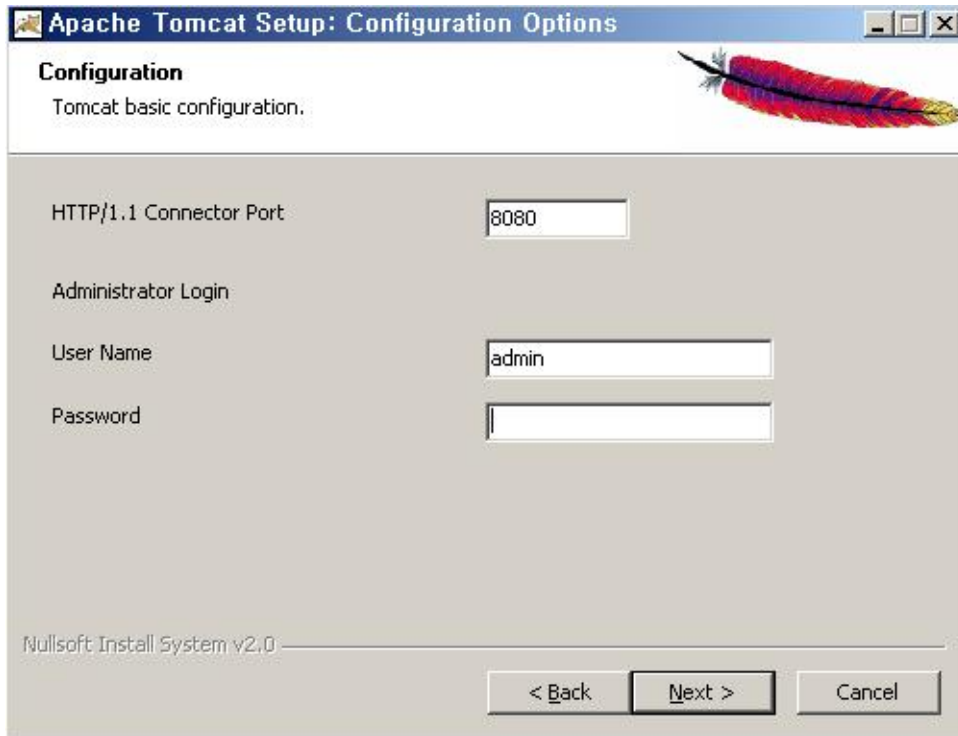 Apache Tomcat Setup: Configuration Options
Configuration
Tomcat basic configuration.
HTTP/1.1 Connector Port
8080
Administrator Login
User Name
admin
Password
Nullsoft Install System v2.0
< Back
Next >
Cancel